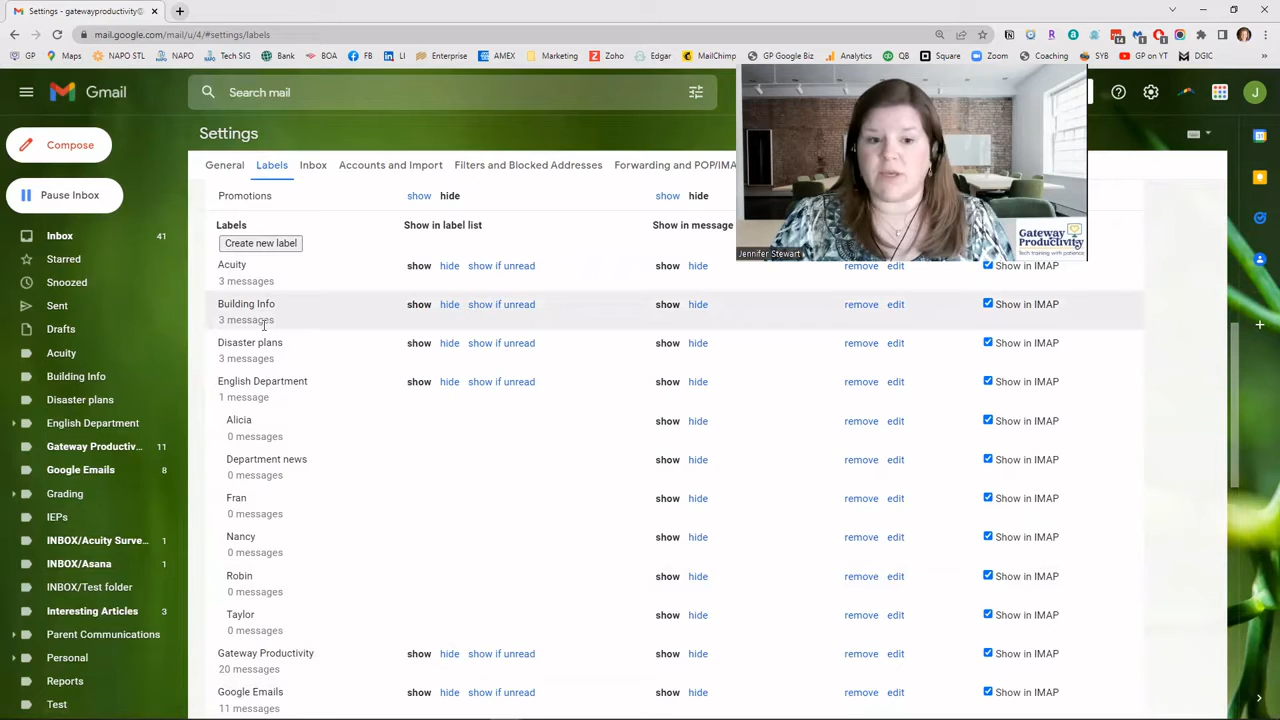 Settings - gatewayproductivity@
mail.google.com/mail/u/4/#settings/labels
GP Maps NAPO STL NAPO Tech SIG Bank BOA FB LI Enterprise AMEX Marketing Zoho Edgar MailChimp GP Google Biz Analytics QB Square Zoom Coaching SYB GP on YT DGIC
Gmail Search mail J
Settings
Compose
General Labels Inbox Accounts and Import Filters and Blocked Addresses Forwarding and POP/IMA
Pause Inbox
Promotions show hide show hide
Labels Show in label list Show in message
Create new label
Gateway Productivity
Tech training with patience
Jennifer Stewart
Inbox 41
Starred
Snoozed
Sent
Drafts
Acuity
Building Info
Disaster plans
English Department
Gateway Productiv... 11
Google Emails 8
Grading
IEPs
INBOX/Acuity Surve... 1
INBOX/Asana 1
INBOX/Test folder
Interesting Articles 3
Parent Communications
Personal
Reports
Test
Acuity show hide show if unread show hide remove edit Show in IMAP
3 messages
Building Info show hide show if unread show hide remove edit Show in IMAP
3 messages
Disaster plans show hide show if unread show hide remove edit Show in IMAP
3 messages
English Department show hide show if unread show hide remove edit Show in IMAP
1 message
Alicia show hide remove edit Show in IMAP
0 messages
Department news show hide remove edit Show in IMAP
0 messages
Fran show hide remove edit Show in IMAP
0 messages
Nancy show hide remove edit Show in IMAP
0 messages
Robin show hide remove edit Show in IMAP
0 messages
Taylor show hide remove edit Show in IMAP
0 messages
Gateway Productivity show hide show if unread show hide remove edit Show in IMAP
20 messages
Google Emails show hide show if unread show hide remove edit Show in IMAP
11 messages